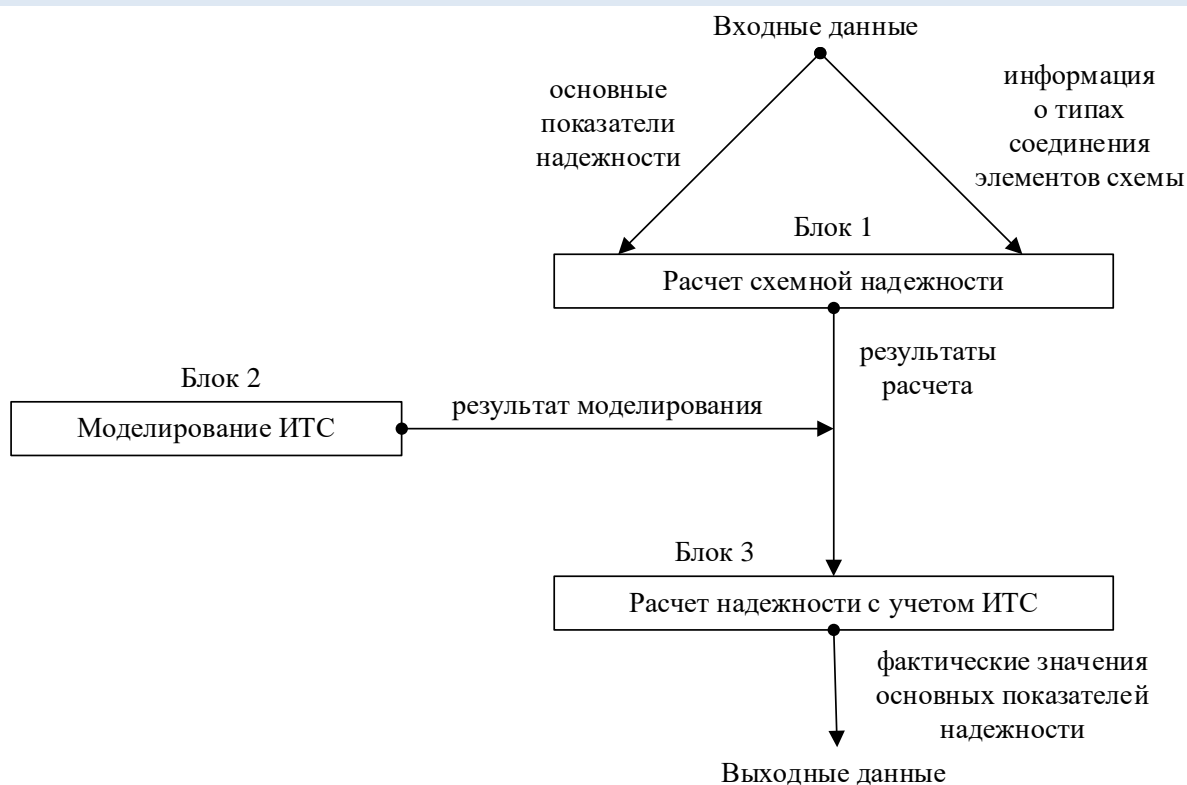 Входные данные
основные
показатели
надежности
информация
о типах
соединения
элементов схемы
Блок 1
Расчет схемной надежности
результаты
расчета
Блок 2
Моделирование ИТС
результат моделирования
Блок 3
Расчет надежности с учетом ИТС
фактические значения
основных показателей
надежности
Выходные данные